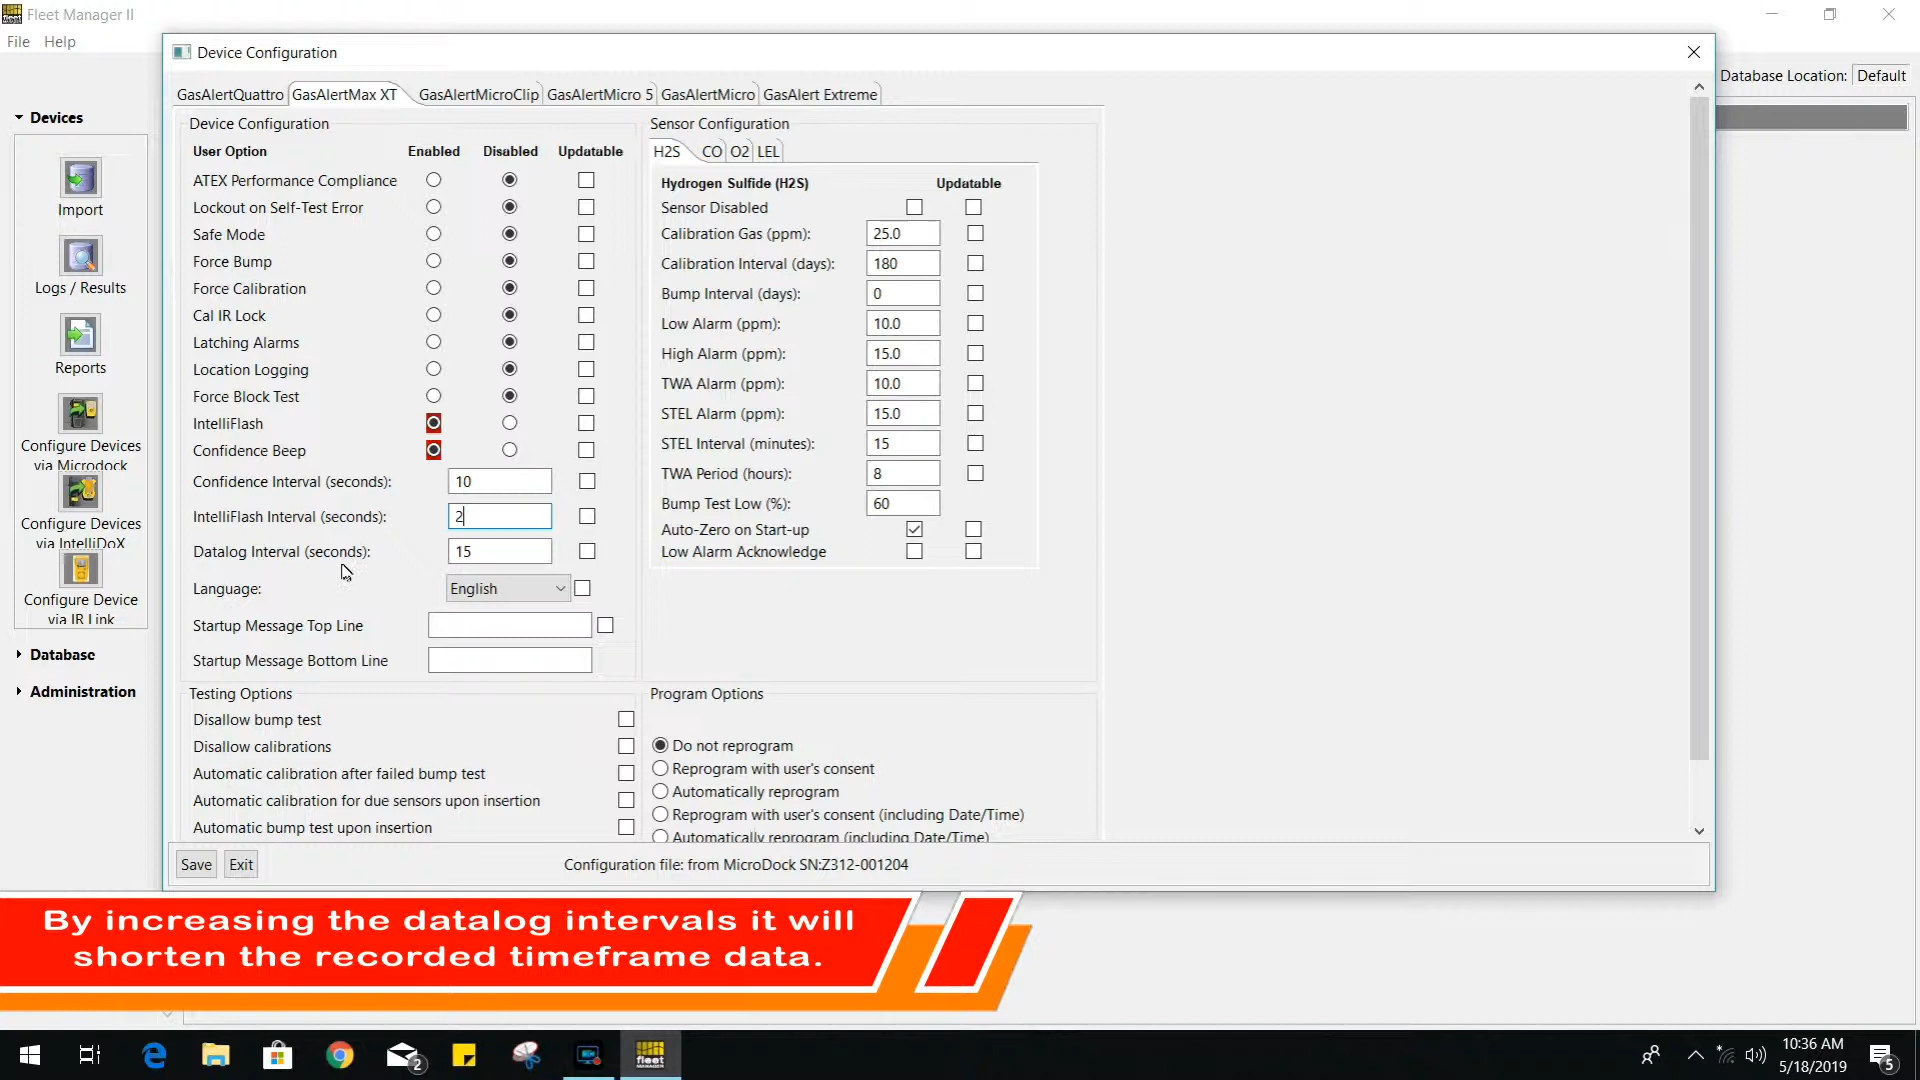 Fleet Manager II
File Help
Device Configuration
Database Location: Default
GasAlertQuattro GasAlertMax XT GasAlertMicroClip GasAlertMicro 5 GasAlertMicro GasAlert Extreme
Devices
Import
Logs / Results
Reports
Configure Devices
via Microdock
Configure Devices
via IntelliDoX
Configure Device
via IR Link
Database
Administration
Device Configuration
User Option Enabled Disabled Updatable
ATEX Performance Compliance
Lockout on Self-Test Error
Safe Mode
Force Bump
Force Calibration
Cal IR Lock
Latching Alarms
Location Logging
Force Block Test
IntelliFlash
Confidence Beep
Confidence Interval (seconds): 10
IntelliFlash Interval (seconds): 2
Datalog Interval (seconds): 15
Language: English
Startup Message Top Line
Startup Message Bottom Line
Sensor Configuration
H2S CO O2 LEL
Hydrogen Sulfide (H2S) Updatable
Sensor Disabled
Calibration Gas (ppm): 25.0
Calibration Interval (days): 180
Bump Interval (days): 0
Low Alarm (ppm): 10.0
High Alarm (ppm): 15.0
TWA Alarm (ppm): 10.0
STEL Alarm (ppm): 15.0
STEL Interval (minutes): 15
TWA Period (hours): 8
Bump Test Low (%): 60
Auto-Zero on Start-up
Low Alarm Acknowledge
Testing Options
Disallow bump test
Disallow calibrations
Automatic calibration after failed bump test
Automatic calibration for due sensors upon insertion
Automatic bump test upon insertion
Program Options
Do not reprogram
Reprogram with user's consent
Automatically reprogram
Reprogram with user's consent (including Date/Time)
Automatically reprogram (including Date/Time)
Save Exit Configuration file: from MicroDock SN:Z312-001204
By increasing the datalog intervals it will
shorten the recorded timeframe data.
2
fleet
MANAGER
10:36 AM
5/18/2019
5